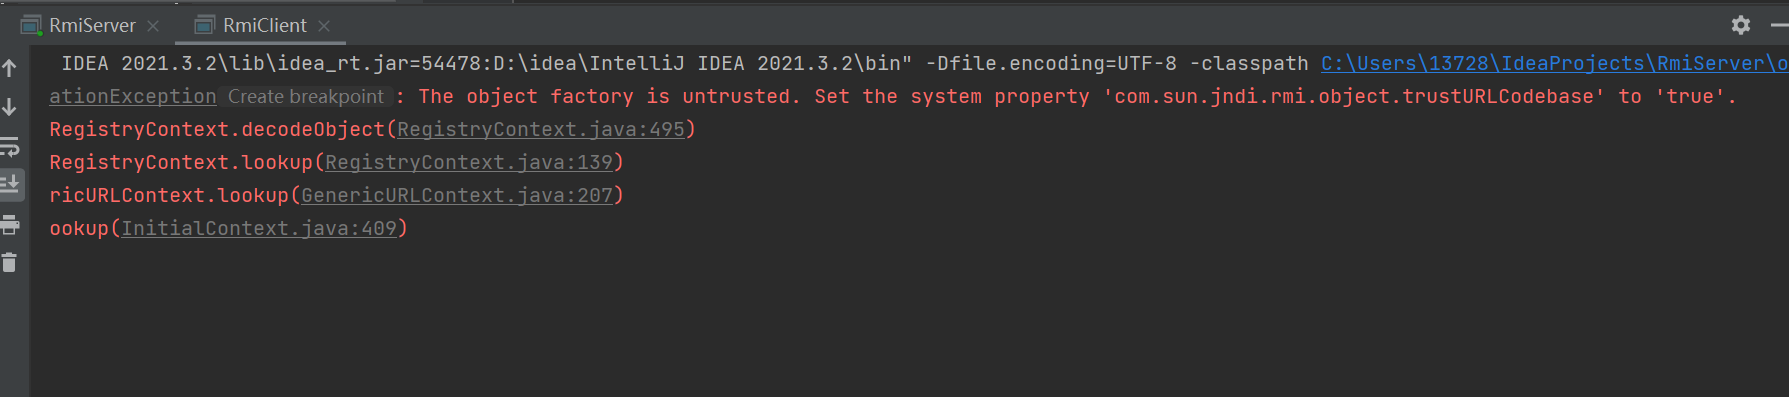 RmiServer
RmiClient
IDEA 2021.3.2\lib\idea_rt.jar=54478:D:\idea\IntelliJ IDEA 2021.3.2\bin" -Dfile.encoding=UTF-8 -classpath C:\Users\13728\IdeaProjects\RmiServer\o
ationException Create breakpoint : The object factory is untrusted. Set the system property 'com.sun.jndi.rmi.object.trustURLCodebase' to 'true'.
RegistryContext.decodeObject(RegistryContext.java:495)
RegistryContext.lookup(RegistryContext.java:139)
ricURLContext.lookup(GenericURLContext.java:207)
ookup(InitialContext.java:409)